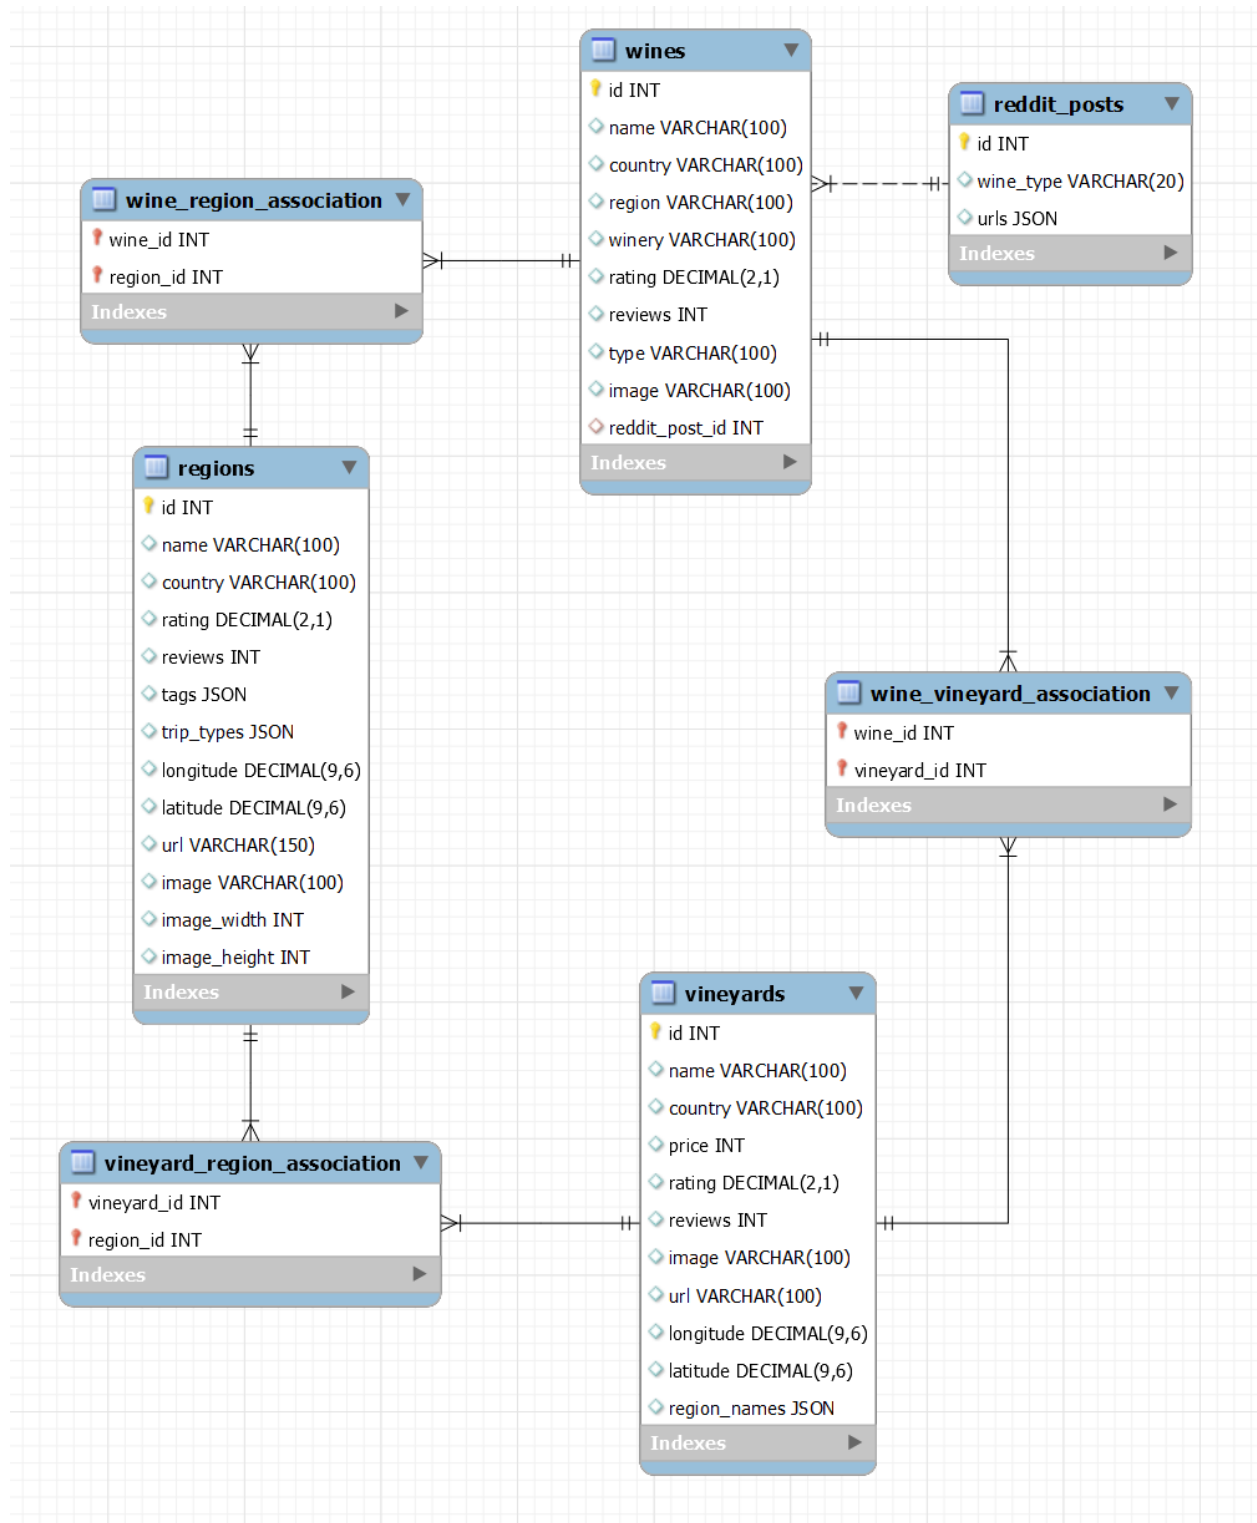 wines
id INT
name VARCHAR(100)
country VARCHAR(100)
region VARCHAR(100)
winery VARCHAR(100)
rating DECIMAL(2,1)
reviews INT
type VARCHAR(100)
image VARCHAR(100)
reddit_post_id INT
Indexes
reddit_posts
id INT
wine_type VARCHAR(20)
urls JSON
Indexes
wine_region_association
wine_id INT
region_id INT
Indexes
regions
id INT
name VARCHAR(100)
country VARCHAR(100)
rating DECIMAL(2,1)
reviews INT
tags JSON
trip_types JSON
longitude DECIMAL(9,6)
latitude DECIMAL(9,6)
url VARCHAR(150)
image VARCHAR(100)
image_width INT
image_height INT
Indexes
wine_vineyard_association
wine_id INT
vineyard_id INT
Indexes
vineyards
id INT
name VARCHAR(100)
country VARCHAR(100)
price INT
rating DECIMAL(2,1)
reviews INT
image VARCHAR(100)
url VARCHAR(100)
longitude DECIMAL(9,6)
latitude DECIMAL(9,6)
region_names JSON
Indexes
vineyard_region_association
vineyard_id INT
region_id INT
Indexes